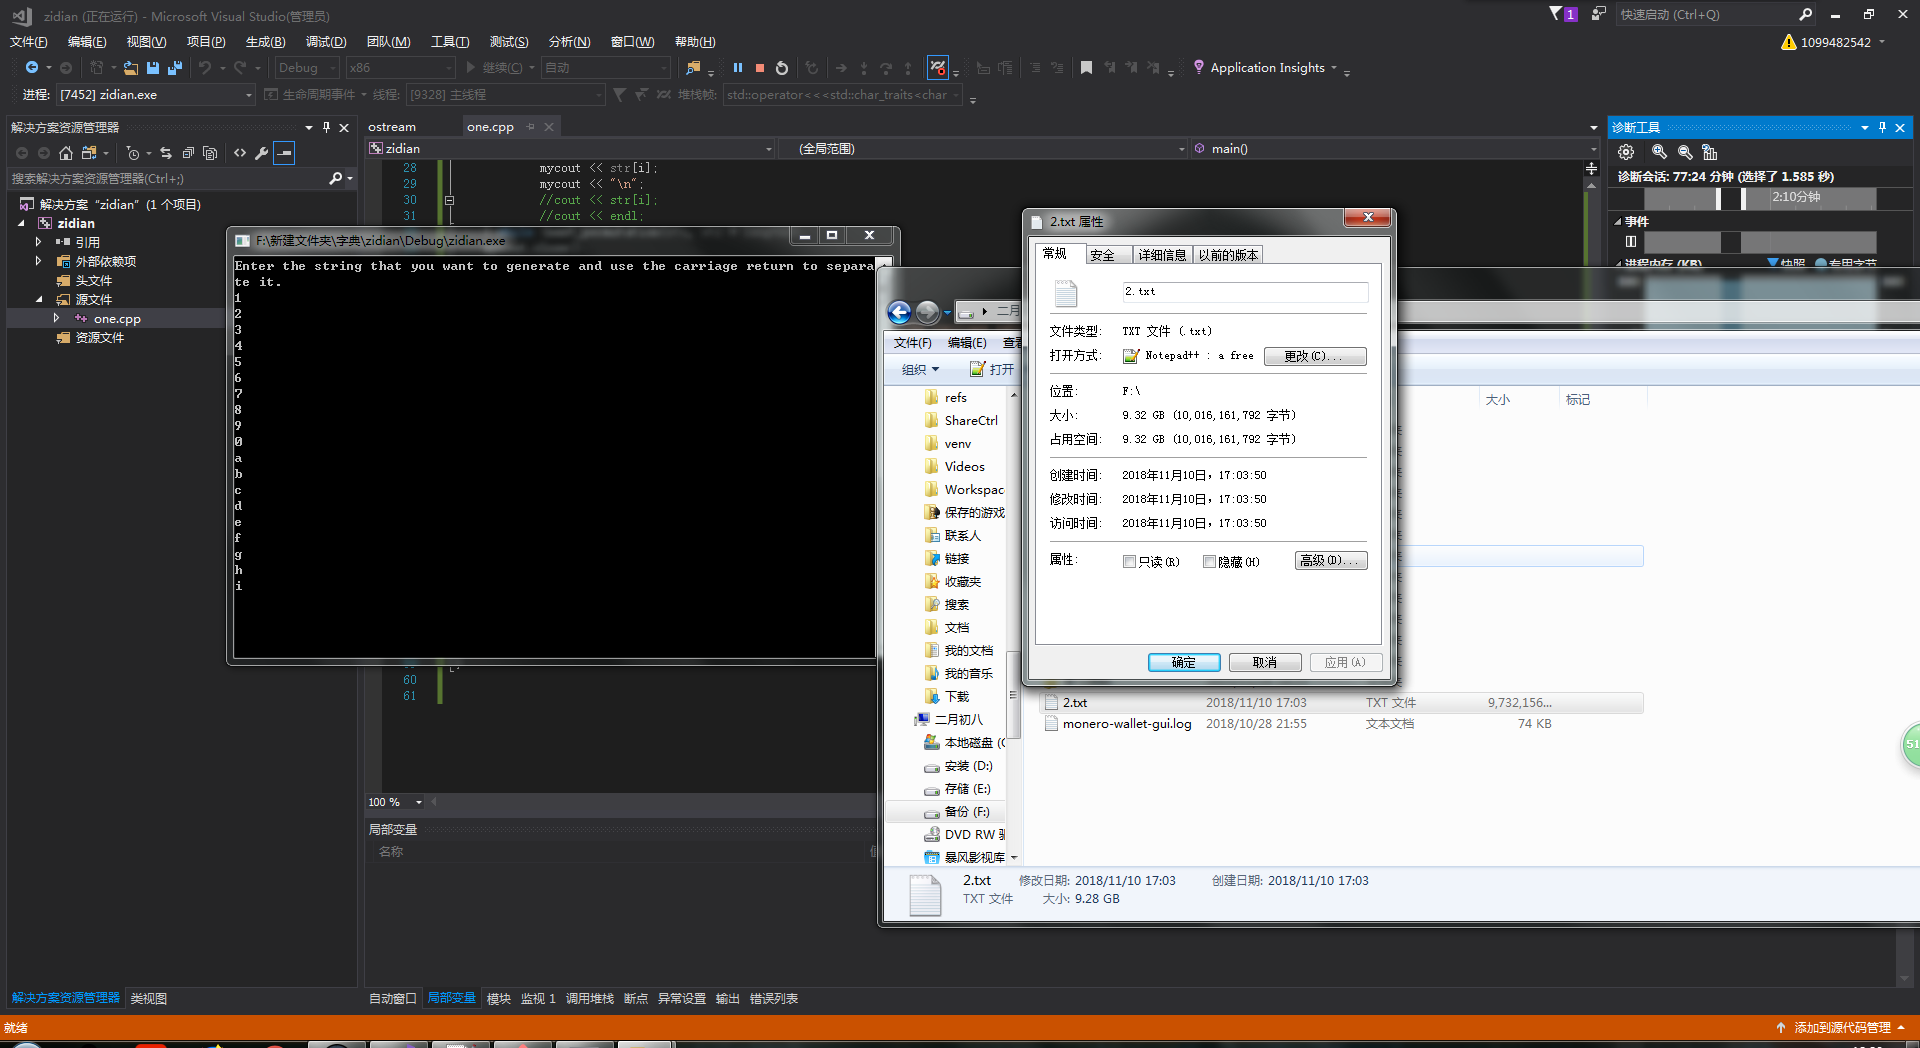 zidian (正在运行) - Microsoft Visual Studio(管理员)
1
快速启动 (Ctrl+Q)
文件(F) 编辑(E) 视图(V) 项目(P) 生成(B) 调试(D) 团队(M) 工具(T) 测试(S) 分析(N) 窗口(W) 帮助(H)
1099482542
Debug x86 继续(C) 自动 Application Insights
进程: [7452] zidian.exe 生命周期事件 线程: [9328] 主线程 堆栈帧: std::operator<<<std::char_traits<char
解决方案资源管理器
搜索解决方案资源管理器(Ctrl+;)
解决方案 “zidian” (1 个项目)
zidian
引用
外部依赖项
头文件
源文件
one.cpp
资源文件
解决方案资源管理器 类视图
ostream one.cpp
zidian (全局范围) main()
28 mycout << str[i];
29 mycout << "\n";
30 //cout << str[i];
31 //cout << endl;
60
61
100 %
F:\新建文件夹\字典\zidian\Debug\zidian.exe
Enter the string that you want to generate and use the carriage return to separa
te it.
1
2
3
4
5
6
7
8
9
0
a
b
c
d
e
f
g
h
i
局部变量
名称
自动窗口 局部变量 模块 监视 1 调用堆栈 断点 异常设置 输出 错误列表
诊断工具
诊断会话: 77:24 分钟 (选择了 1.585 秒)
2:10分钟
事件
进程内存 (KB) 快照 专用字节
二月
文件(F) 编辑(E) 查看
组织 打开
refs
ShareCtrl
venv
Videos
Workspac
保存的游戏
联系人
链接
收藏夹
搜索
文档
我的文档
我的音乐
下载
二月初八
本地磁盘 (C
安装 (D:)
存储 (E:)
备份 (F:)
DVD RW 驱
暴风影视库
大小 标记
2.txt 2018/11/10 17:03 TXT 文件 9,732,156...
monero-wallet-gui.log 2018/10/28 21:55 文本文档 74 KB
2.txt 修改日期: 2018/11/10 17:03 创建日期: 2018/11/10 17:03
TXT 文件 大小: 9.28 GB
2.txt 属性
常规 安全 详细信息 以前的版本
2.txt
文件类型: TXT 文件 (.txt)
打开方式: Notepad++ : a free 更改(C)...
位置: F:\
大小: 9.32 GB (10,016,161,792 字节)
占用空间: 9.32 GB (10,016,161,792 字节)
创建时间: 2018年11月10日，17:03:50
修改时间: 2018年11月10日，17:03:50
访问时间: 2018年11月10日，17:03:50
属性: 只读(R) 隐藏(H) 高级(D)...
确定 取消 应用(A)
51
就绪
添加到源代码管理